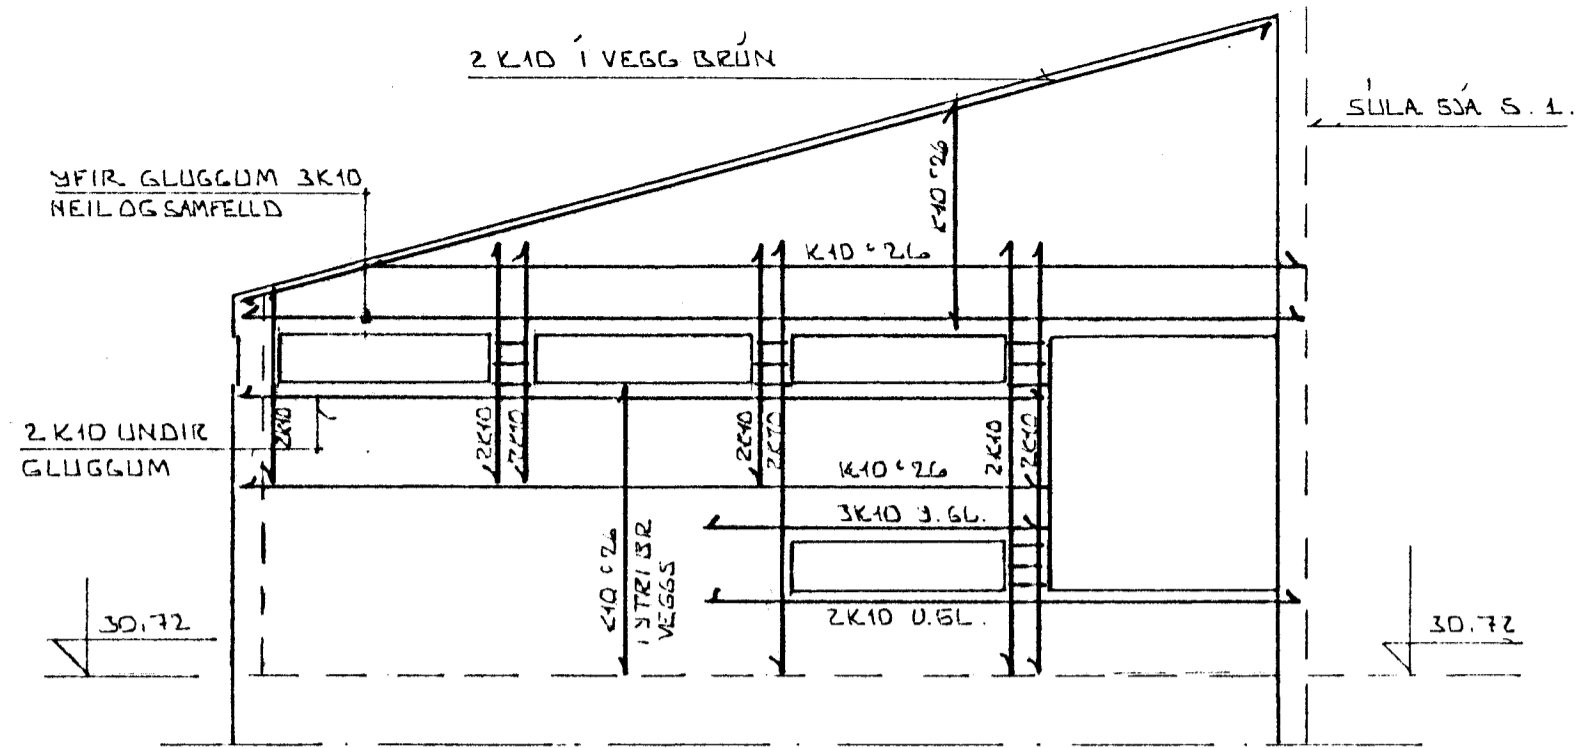 2 K10 Í VEGG BRÚN
SÚLA SJÁ S. 1.
YFIR GLUGGUM 3K10
HEIL OG SAMFELLD
K10 c 26
K10 c 26
2K10
2K10
2K10
2K10
2K10
2K10
2K10
2 K10 UNDIR
GLUGGUM
K10 c 26
3K10 Y.GL.
K10 c 26
Í YTRI BR
VEGGS
2K10 U.GL.
30.72
30.72